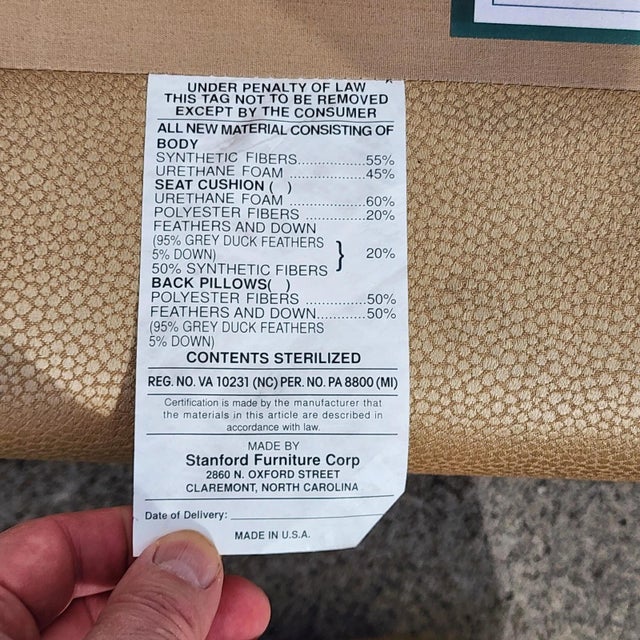 UNDER PENALTY OF LAW
THIS TAG NOT TO BE REMOVED
EXCEPT BY THE CONSUMER
ALL NEW MATERIAL CONSISTING OF
BODY
SYNTHETIC FIBERS..................55%
URETHANE FOAM ...................45%
SEAT CUSHION ( )
URETHANE FOAM ...................60%
POLYESTER FIBERS ...............20%
FEATHERS AND DOWN
(95% GREY DUCK FEATHERS
5% DOWN) } 20%
50% SYNTHETIC FIBERS
BACK PILLOWS( )
POLYESTER FIBERS ...............50%
FEATHERS AND DOWN............50%
(95% GREY DUCK FEATHERS
5% DOWN)
CONTENTS STERILIZED
REG. NO. VA 10231 (NC) PER. NO. PA 8800 (MI)
Certification is made by the manufacturer that
the materials in this article are described in
accordance with law.
MADE BY
Stanford Furniture Corp
2860 N. OXFORD STREET
CLAREMONT, NORTH CAROLINA
Date of Delivery:
MADE IN U.S.A.